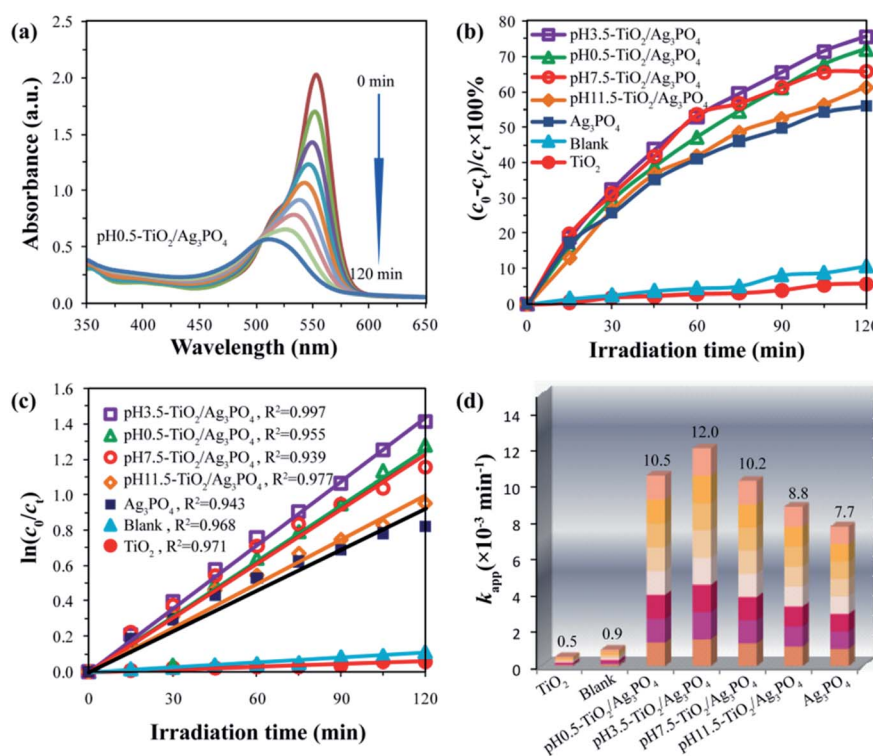 (a)
2.5
2.0
1.5
1.0
0.5
0.0
Absorbance (a.u.)
0 min
120 min
pH0.5-TiO₂/Ag₃PO₄
350 400 450 500 550 600 650
Wavelength (nm)
(b)
80
70
60
50
40
30
20
10
0
(c₀-cₜ)/cₜ×100%
pH3.5-TiO₂/Ag₃PO₄
pH0.5-TiO₂/Ag₃PO₄
pH7.5-TiO₂/Ag₃PO₄
pH11.5-TiO₂/Ag₃PO₄
Ag₃PO₄
Blank
TiO₂
0 30 60 90 120
Irradiation time (min)
(c)
1.6
1.4
1.2
1.0
0.8
0.6
0.4
0.2
0.0
ln(c₀/cₜ)
pH3.5-TiO₂/Ag₃PO₄ , R²=0.997
pH0.5-TiO₂/Ag₃PO₄ , R²=0.955
pH7.5-TiO₂/Ag₃PO₄ , R²=0.939
pH11.5-TiO₂/Ag₃PO₄ , R²=0.977
Ag₃PO₄ , R²=0.943
Blank , R²=0.968
TiO₂ , R²=0.971
0 30 60 90 120
Irradiation time (min)
(d)
14
12
10
8
6
4
2
0
k app (×10⁻³ min⁻¹)
0.5 0.9 10.5 12.0 10.2 8.8 7.7
TiO₂
Blank
pH0.5-TiO₂/Ag₃PO₄
pH3.5-TiO₂/Ag₃PO₄
pH7.5-TiO₂/Ag₃PO₄
pH11.5-TiO₂/Ag₃PO₄
Ag₃PO₄